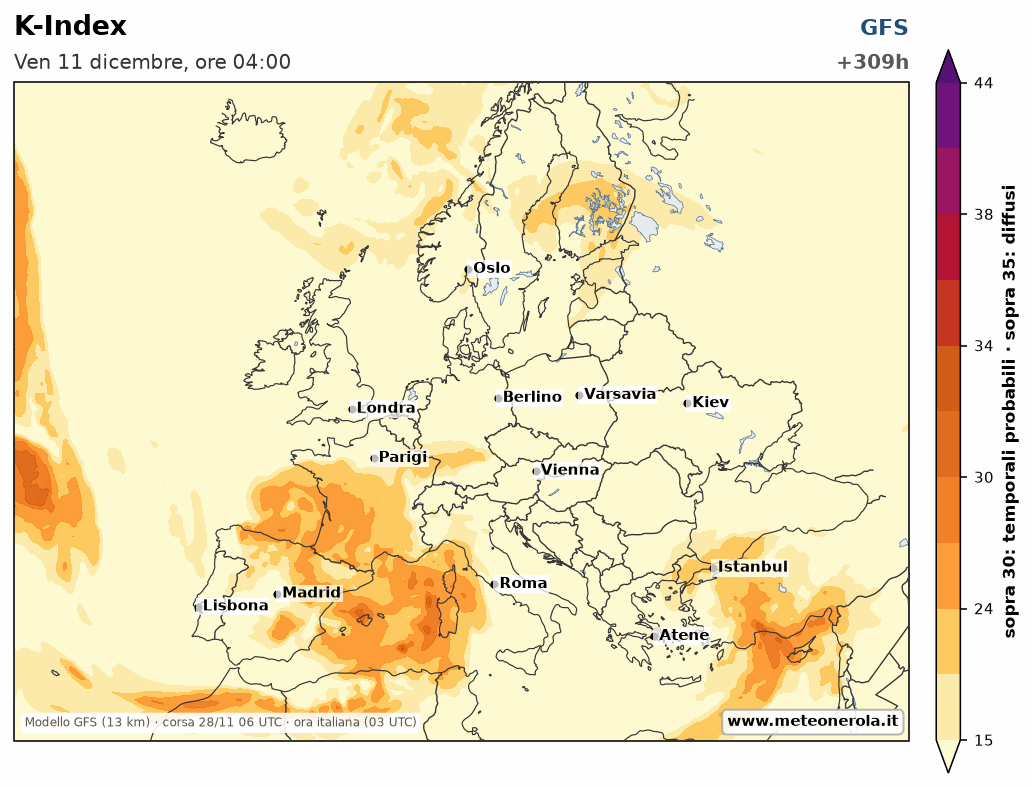 K-Index
GFS
Ven 11 dicembre, ore 04:00
+309h
44
38
34
30
24
15
sopra 30: temporali probabili · sopra 35: diffusi
Oslo
Londra
Berlino
Varsavia
Kiev
Parigi
Vienna
Istanbul
Roma
Madrid
Lisbona
Atene
Modello GFS (13 km) · corsa 28/11 06 UTC · ora italiana (03 UTC)
www.meteonerola.it